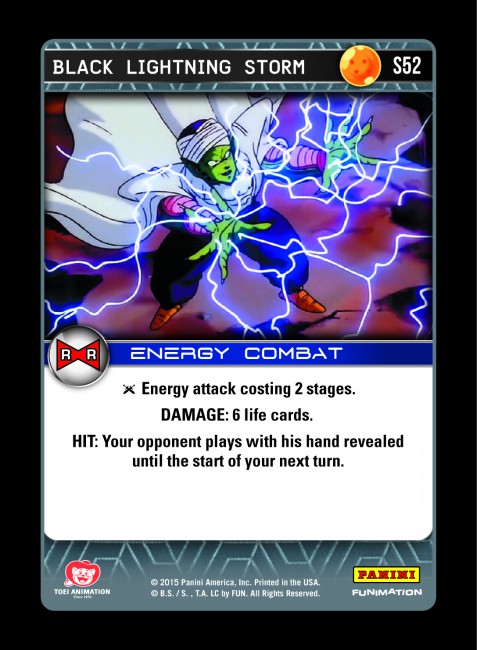 BLACK LIGHTNING STORM S52
R R ENERGY COMBAT
Energy attack costing 2 stages.
DAMAGE: 6 life cards.
HIT: Your opponent plays with his hand revealed
until the start of your next turn.
TOEI ANIMATION
Since 1956
© 2015 Panini America, Inc. Printed in the USA.
© B.S. / S. , T.A. LC by FUN. All Rights Reserved.
PANINI
FUNIMATION